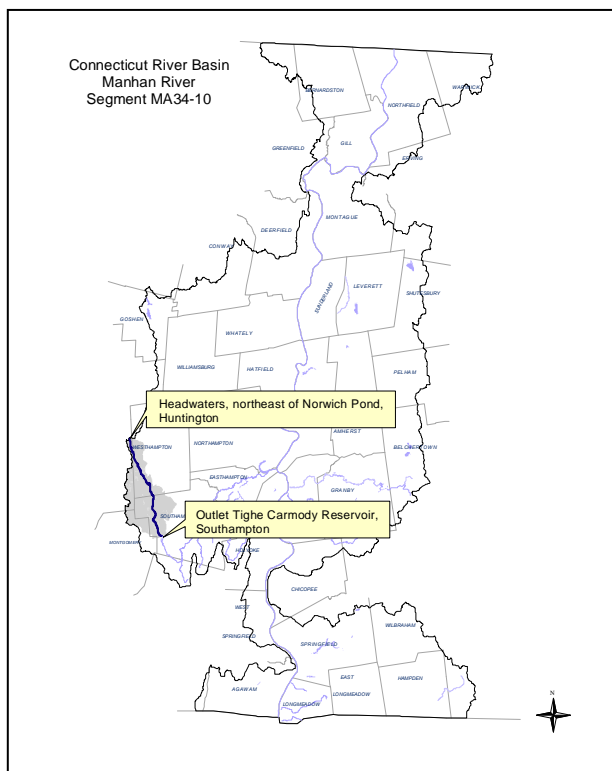 Connecticut River Basin
Manhan River
Segment MA34-10
BERNARDSTON
WARWICK
NORTHFIELD
GILL
GREENFIELD
ERVING
MONTAGUE
DEERFIELD
CONWAY
SUNDERLAND
LEVERETT
SHUTESBURY
GOSHEN
WHATELY
WILLIAMSBURG
HATFIELD
PELHAM
Headwaters, northeast of Norwich Pond,
Huntington
AMHERST
WESTHAMPTON
NORTHAMPTON
BELCHERTOWN
EASTHAMPTON
GRANBY
Outlet Tighe Carmody Reservoir,
Southampton
SOUTHAM
MONTGOMERY
HOLYOKE
CHICOPEE
WEST
SPRINGFIELD
WILBRAHAM
SPRINGFIELD
EAST
LONGMEADOW
HAMPDEN
AGAWAM
LONGMEADOW
N